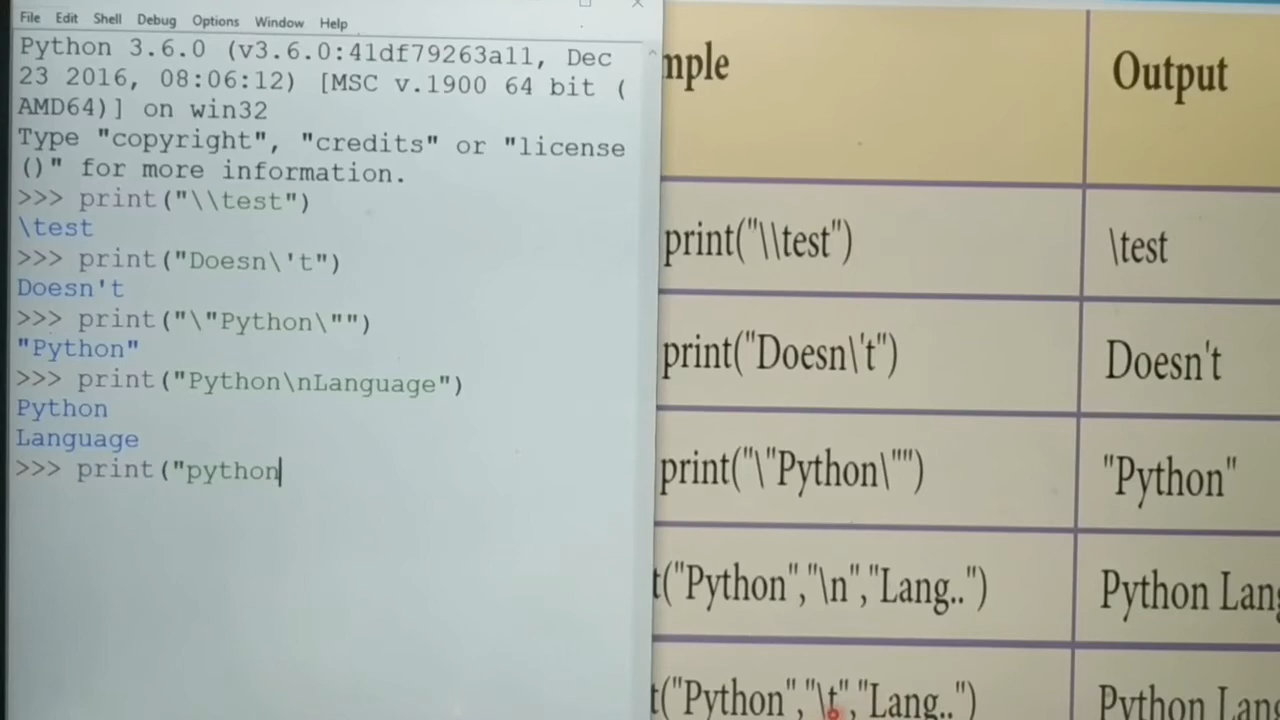 File Edit Shell Debug Options Window Help
Python 3.6.0 (v3.6.0:41df79263a11, Dec
23 2016, 08:06:12) [MSC v.1900 64 bit (
AMD64)] on win32
Type "copyright", "credits" or "license
()" for more information.
>>> print("\\test")
\test
>>> print("Doesn\'t")
Doesn't
>>> print("\"Python\"")
"Python"
>>> print("Python\nLanguage")
Python
Language
>>> print("python
mple Output
print("\\test") \test
print("Doesn\'t") Doesn't
print("\"Python\"") "Python"
t("Python","\n","Lang..") Python Lang
t("Python","\t","Lang..") Python Lang